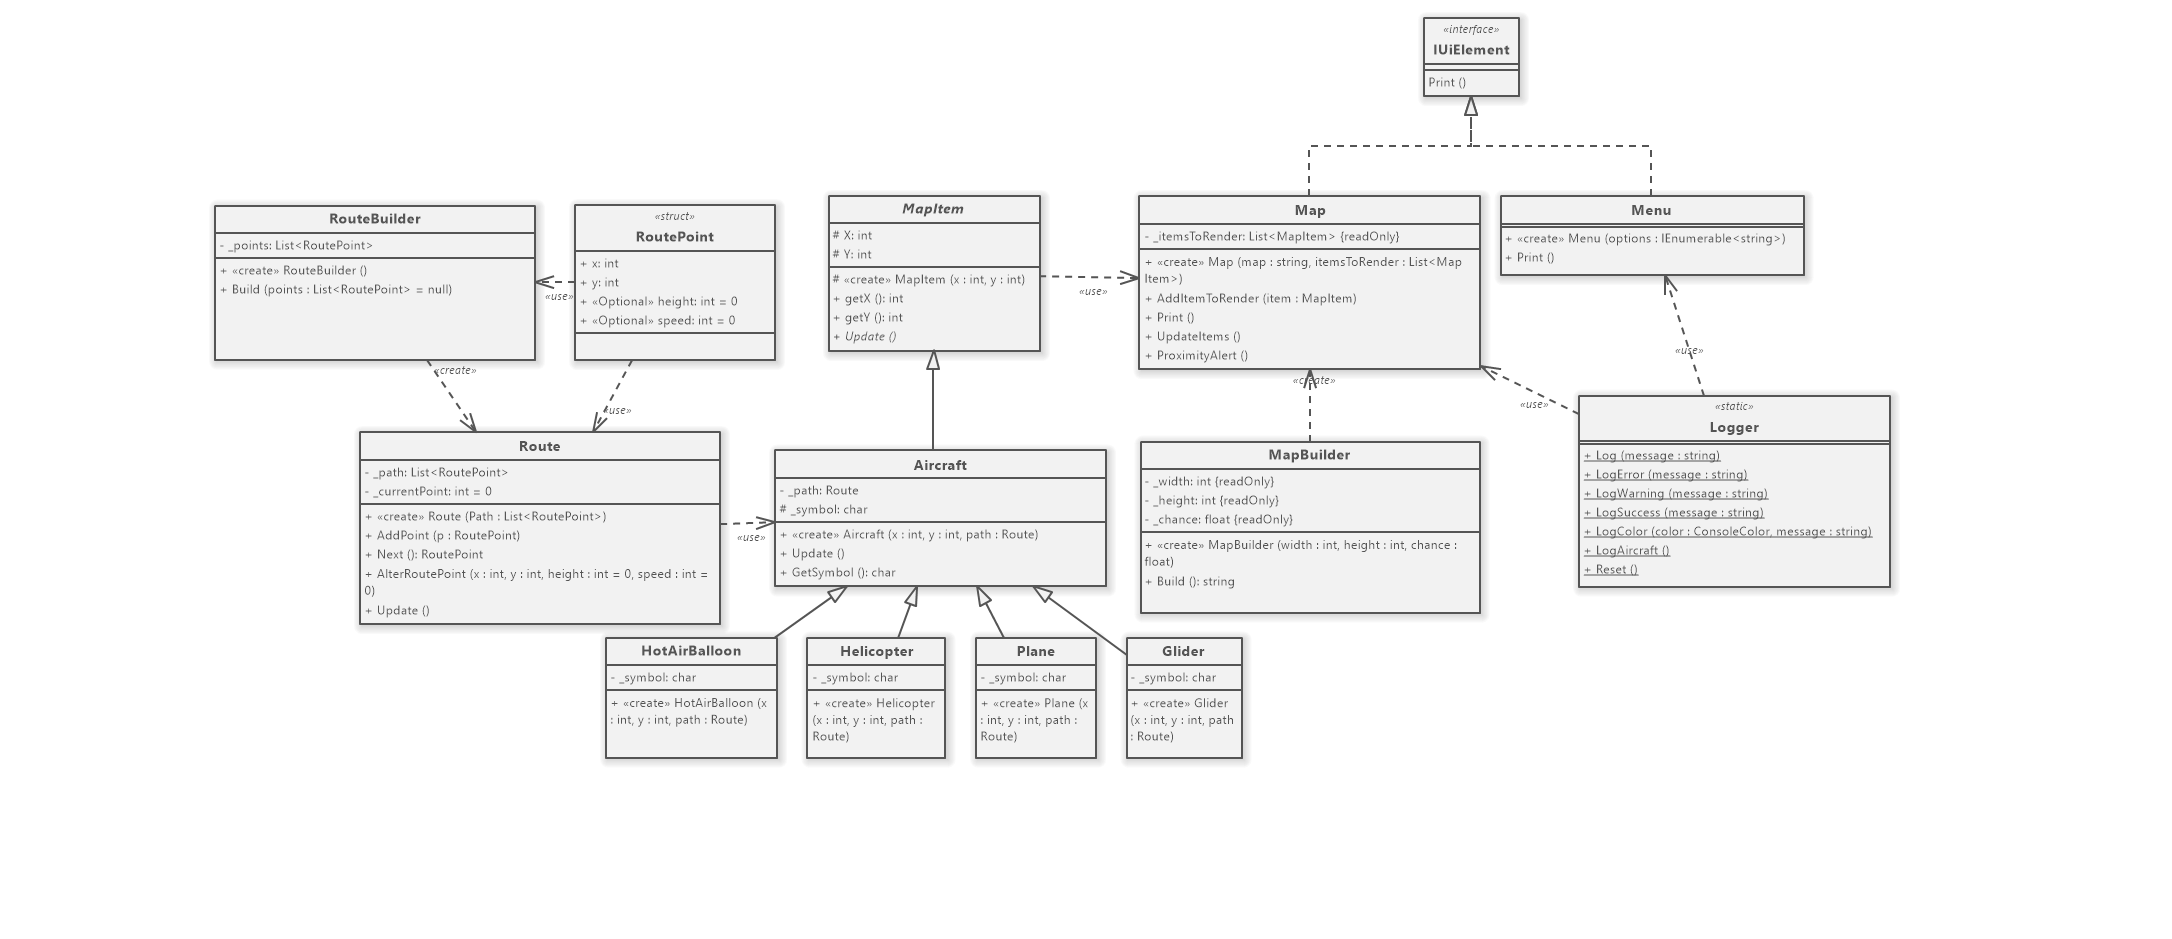 «interface»
IUiElement
Print ()
RouteBuilder
- _points: List<RoutePoint>
+ «create» RouteBuilder ()
+ Build (points : List<RoutePoint> = null)
«use»
«struct»
RoutePoint
+ x: int
+ y: int
+ «Optional» height: int = 0
+ «Optional» speed: int = 0
MapItem
# X: int
# Y: int
# «create» MapItem (x : int, y : int)
+ getX (): int
+ getY (): int
+ Update ()
«use»
Map
- _itemsToRender: List<MapItem> {readOnly}
+ «create» Map (map : string, itemsToRender : List<Map
Item>)
+ AddItemToRender (item : MapItem)
+ Print ()
+ UpdateItems ()
+ ProximityAlert ()
Menu
+ «create» Menu (options : IEnumerable<string>)
+ Print ()
«create»
«use»
«create»
«use»
«use»
Route
- _path: List<RoutePoint>
- _currentPoint: int = 0
+ «create» Route (Path : List<RoutePoint>)
+ AddPoint (p : RoutePoint)
+ Next (): RoutePoint
+ AlterRoutePoint (x : int, y : int, height : int = 0, speed : int =
0)
+ Update ()
«use»
Aircraft
- _path: Route
# _symbol: char
+ «create» Aircraft (x : int, y : int, path : Route)
+ Update ()
+ GetSymbol (): char
MapBuilder
- _width: int {readOnly}
- _height: int {readOnly}
- _chance: float {readOnly}
+ «create» MapBuilder (width : int, height : int, chance :
float)
+ Build (): string
«static»
Logger
+ Log (message : string)
+ LogError (message : string)
+ LogWarning (message : string)
+ LogSuccess (message : string)
+ LogColor (color : ConsoleColor, message : string)
+ LogAircraft ()
+ Reset ()
HotAirBalloon
- _symbol: char
+ «create» HotAirBalloon (x
: int, y : int, path : Route)
Helicopter
- _symbol: char
+ «create» Helicopter
(x : int, y : int, path :
Route)
Plane
- _symbol: char
+ «create» Plane (x
: int, y : int, path :
Route)
Glider
- _symbol: char
+ «create» Glider
(x : int, y : int, path
: Route)